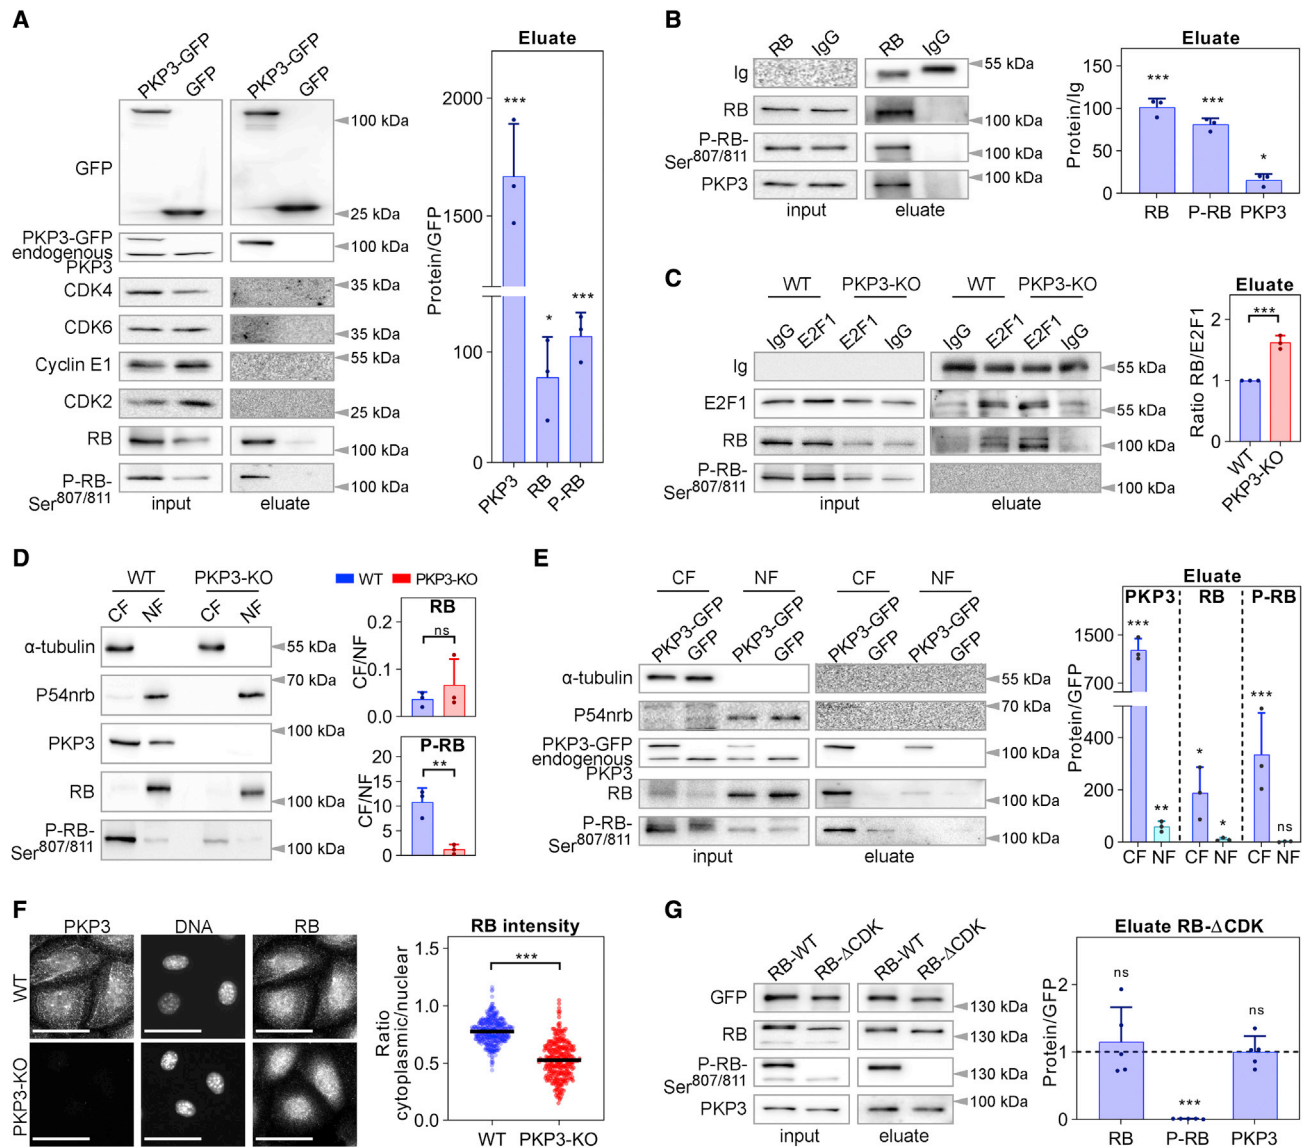 A
PKP3-GFP
GFP
PKP3-GFP
GFP
GFP
100 kDa
25 kDa
PKP3-GFP
endogenous
PKP3
100 kDa
CDK4
35 kDa
CDK6
35 kDa
Cyclin E1
55 kDa
CDK2
25 kDa
RB
100 kDa
P-RB-
Ser807/811
100 kDa
input
eluate
Eluate
Protein/GFP
2000
1500
100
0
***
*
***
PKP3
RB
P-RB
B
RB
IgG
RB
IgG
Ig
55 kDa
RB
100 kDa
P-RB-
Ser807/811
100 kDa
PKP3
100 kDa
input
eluate
Eluate
Protein/Ig
150
100
50
0
***
***
*
RB
P-RB
PKP3
C
WT
PKP3-KO
WT
PKP3-KO
IgG
E2F1
E2F1
IgG
IgG
E2F1
E2F1
IgG
Ig
55 kDa
E2F1
55 kDa
RB
100 kDa
P-RB-
Ser807/811
100 kDa
input
eluate
Eluate
Ratio RB/E2F1
2
1
0
***
WT
PKP3-KO
D
WT
PKP3-KO
CF
NF
CF
NF
α-tubulin
55 kDa
P54nrb
70 kDa
PKP3
100 kDa
RB
100 kDa
P-RB-
Ser807/811
100 kDa
WT
PKP3-KO
RB
CF/NF
0.2
0.1
0.0
ns
P-RB
CF/NF
15
10
5
0
**
E
CF
NF
CF
NF
PKP3-GFP
GFP
PKP3-GFP
GFP
PKP3-GFP
GFP
PKP3-GFP
GFP
α-tubulin
55 kDa
P54nrb
70 kDa
PKP3-GFP
endogenous
PKP3
100 kDa
RB
100 kDa
P-RB-
Ser807/811
100 kDa
input
eluate
Eluate
PKP3
RB
P-RB
Protein/GFP
1500
700
400
200
0
***
**
*
*
***
ns
CF NF
CF NF
CF NF
F
PKP3
DNA
RB
WT
PKP3-KO
RB intensity
Ratio
cytoplasmic/nuclear
1.5
1.0
0.5
0.0
***
WT
PKP3-KO
G
RB-WT
RB-ΔCDK
RB-WT
RB-ΔCDK
GFP
130 kDa
RB
130 kDa
P-RB-
Ser807/811
130 kDa
PKP3
100 kDa
input
eluate
Eluate RB-ΔCDK
Protein/GFP
2
1
0
ns
***
ns
RB
P-RB
PKP3